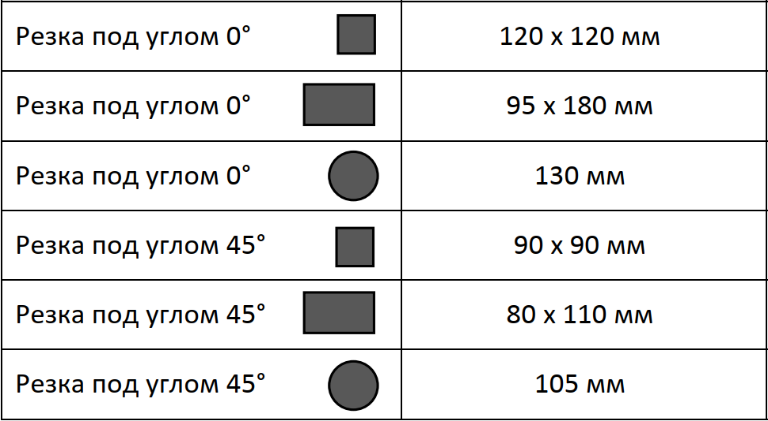 Резка под углом 0° 120 x 120 мм
Резка под углом 0° 95 x 180 мм
Резка под углом 0° 130 мм
Резка под углом 45° 90 x 90 мм
Резка под углом 45° 80 x 110 мм
Резка под углом 45° 105 мм